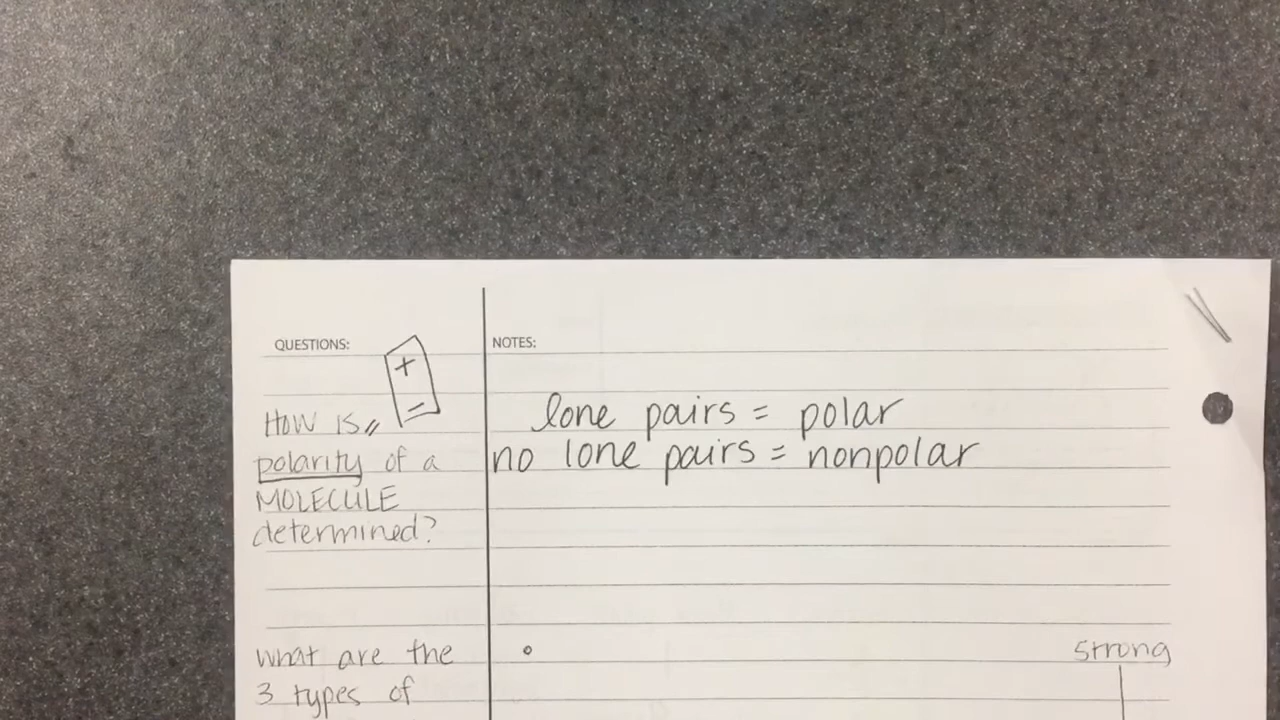 QUESTIONS:
+
-
How is
polarity of a
MOLECULE
determined?
what are the
3 types of
NOTES:
lone pairs = polar
no lone pairs = nonpolar
strong